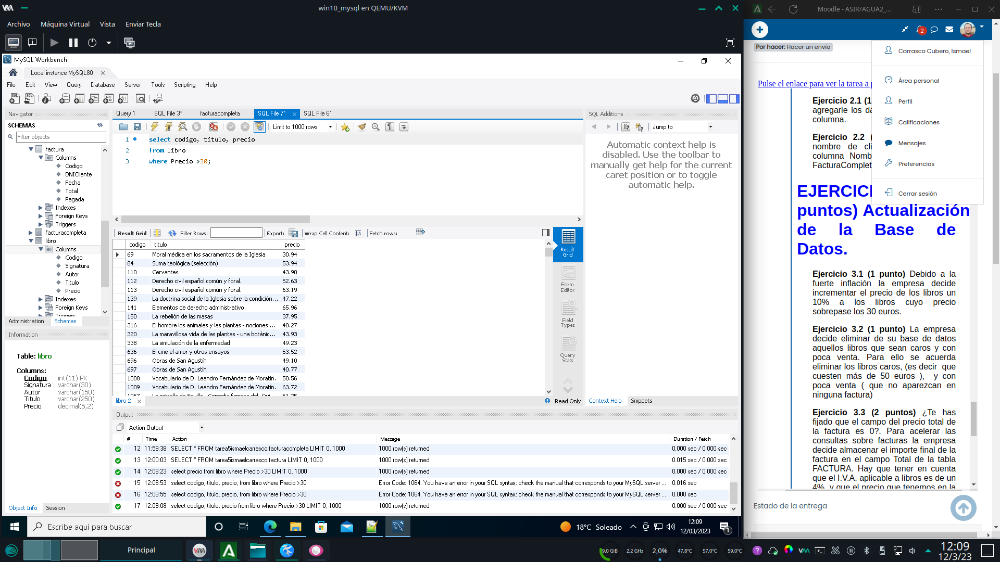 win10_mysql en QEMU/KVM
Archivo
Máquina Virtual
Vista
Enviar Tecla
MySQL Workbench
Local instance MySQL80
File
Edit
View
Query
Database
Server
Tools
Scripting
Help
Navigator
SCHEMAS
Filter objects
factura
Columns
Codigo
DNICliente
Fecha
Total
Pagada
Indexes
Foreign Keys
Triggers
facturacompleta
libro
Columns
Codigo
Signatura
Autor
Titulo
Precio
Indexes
Foreign Keys
Triggers
Administration
Schemas
Information
Table: libro
Columns:
Codigo int(11) PK
Signatura varchar(30)
Autor varchar(150)
Titulo varchar(250)
Precio decimal(5,2)
Object Info
Session
Query 1
SQL File 3*
facturacompleta
SQL File 7*
SQL File 6*
Limit to 1000 rows
1 select codigo, titulo, precio
2 from libro
3 where Precio >30;
SQL Additions
Jump to
Automatic context help is
disabled. Use the toolbar to
manually get help for the current
caret position or to toggle
automatic help.
Result Grid
Filter Rows:
Export:
Wrap Cell Content:
Fetch rows:
codigo titulo precio
69 Moral médica en los sacramentos de la Iglesia 30.94
84 Suma teológica (selección) 53.94
110 Cervantes 43.90
112 Derecho civil español común y foral. 52.63
113 Derecho civil español común y foral. 63.19
139 La doctrina social de la Iglesia sobre la condición... 47.22
141 Elementos de derecho administrativo. 65.96
150 La rebelión de las masas 37.95
316 El hombre los animales y las plantas - nociones ... 40.27
320 La maravillosa vida de las plantas - una botánic... 43.93
338 La simulación de la enfermedad 49.23
636 El cine el amor y otros ensayos 53.52
696 Obras de San Agustín 49.10
697 Obras de San Agustín 40.77
1008 Vocabulario de D. Leandro Fernández de Moratín. 50.56
1009 Vocabulario de D. Leandro Fernández de Moratín. 63.72
Result
Grid
Form
Editor
Field
Types
Query
Stats
libro 2
Read Only
Context Help
Snippets
Output
Action Output
# Time Action Message Duration / Fetch
12 11:59:38 SELECT * FROM tarea5ismaelcarrasco.facturacompleta LIMIT 0, 1000 1000 row(s) returned 0.000 sec / 0.000 sec
13 12:00:03 SELECT * FROM tarea5ismaelcarrasco.factura LIMIT 0, 1000 1000 row(s) returned 0.015 sec / 0.000 sec
14 12:08:23 select precio from libro where Precio >30 LIMIT 0, 1000 1000 row(s) returned 0.000 sec / 0.000 sec
15 12:08:53 select codigo, titulo, precio, from libro where Precio >30 Error Code: 1064. You have an error in your SQL syntax; check the manual that corresponds to your MySQL server ... 0.016 sec
16 12:08:55 select codigo, titulo, precio, from libro where Precio >30 Error Code: 1064. You have an error in your SQL syntax; check the manual that corresponds to your MySQL server ... 0.000 sec
17 12:09:08 select codigo, titulo, precio from libro where Precio >30 LIMIT 0, 1000 1000 row(s) returned 0.000 sec / 0.000 sec
Escribe aquí para buscar
18°C Soleado
12:09
12/03/2023
1
Moodle - ASIR/AGUA2_...
2
Por hacer: Hacer un envío
Carrasco Cubero, Ismael
Área personal
Perfil
Calificaciones
Mensajes
Preferencias
Cerrar sesión
Pulse el enlace para ver la tarea a
Ejercicio 2.1 (1
agregarle los da
columna.
Ejercicio 2.2 (
nombre de cli
columna Nomb
FacturaComplet
EJERCICI
puntos) Actualización
de la Base de
Datos.
Ejercicio 3.1 (1 punto) Debido a la
fuerte inflación la empresa decide
incrementar el precio de los libros un
10% a los libros cuyo precio
sobrepase los 30 euros.
Ejercicio 3.2 (1 punto) La empresa
decide eliminar de su base de datos
aquellos libros que sean caros y con
poca venta. Para ello se acuerda
eliminar los libros caros, (es decir que
cuesten más de 50 euros ), y con
poca venta ( que no aparezcan en
ninguna factura)
Ejercicio 3.3 (2 puntos) ¿Te has
fijado que el campo del precio total de
la factura es 0?. Para acelerar las
consultas sobre facturas la empresa
decide almacenar el importe final de la
factura en el campo Total de la tabla
FACTURA. Hay que tener en cuenta
que el I.V.A. aplicable a libros es de un
4%, y que el precio que tenemos en la
Estado de la entrega
Principal
9,0 GiB
2,2 GHz
2,0%
47,8°C
57,0°C
59,0°C
12:09
12/3/23